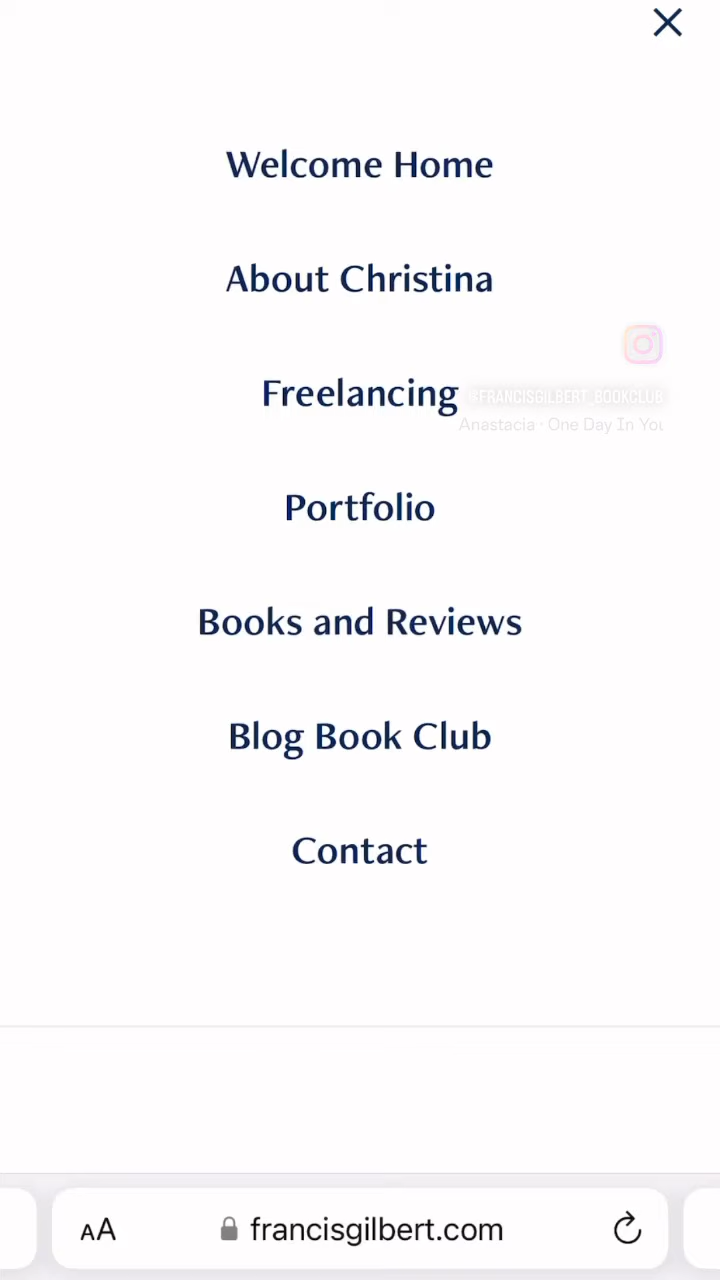 Welcome Home
About Christina
Freelancing
@FRANCISGILBERT_BOOKCLUB
Anastacia · One Day In You
Portfolio
Books and Reviews
Blog Book Club
Contact
AA
francisgilbert.com